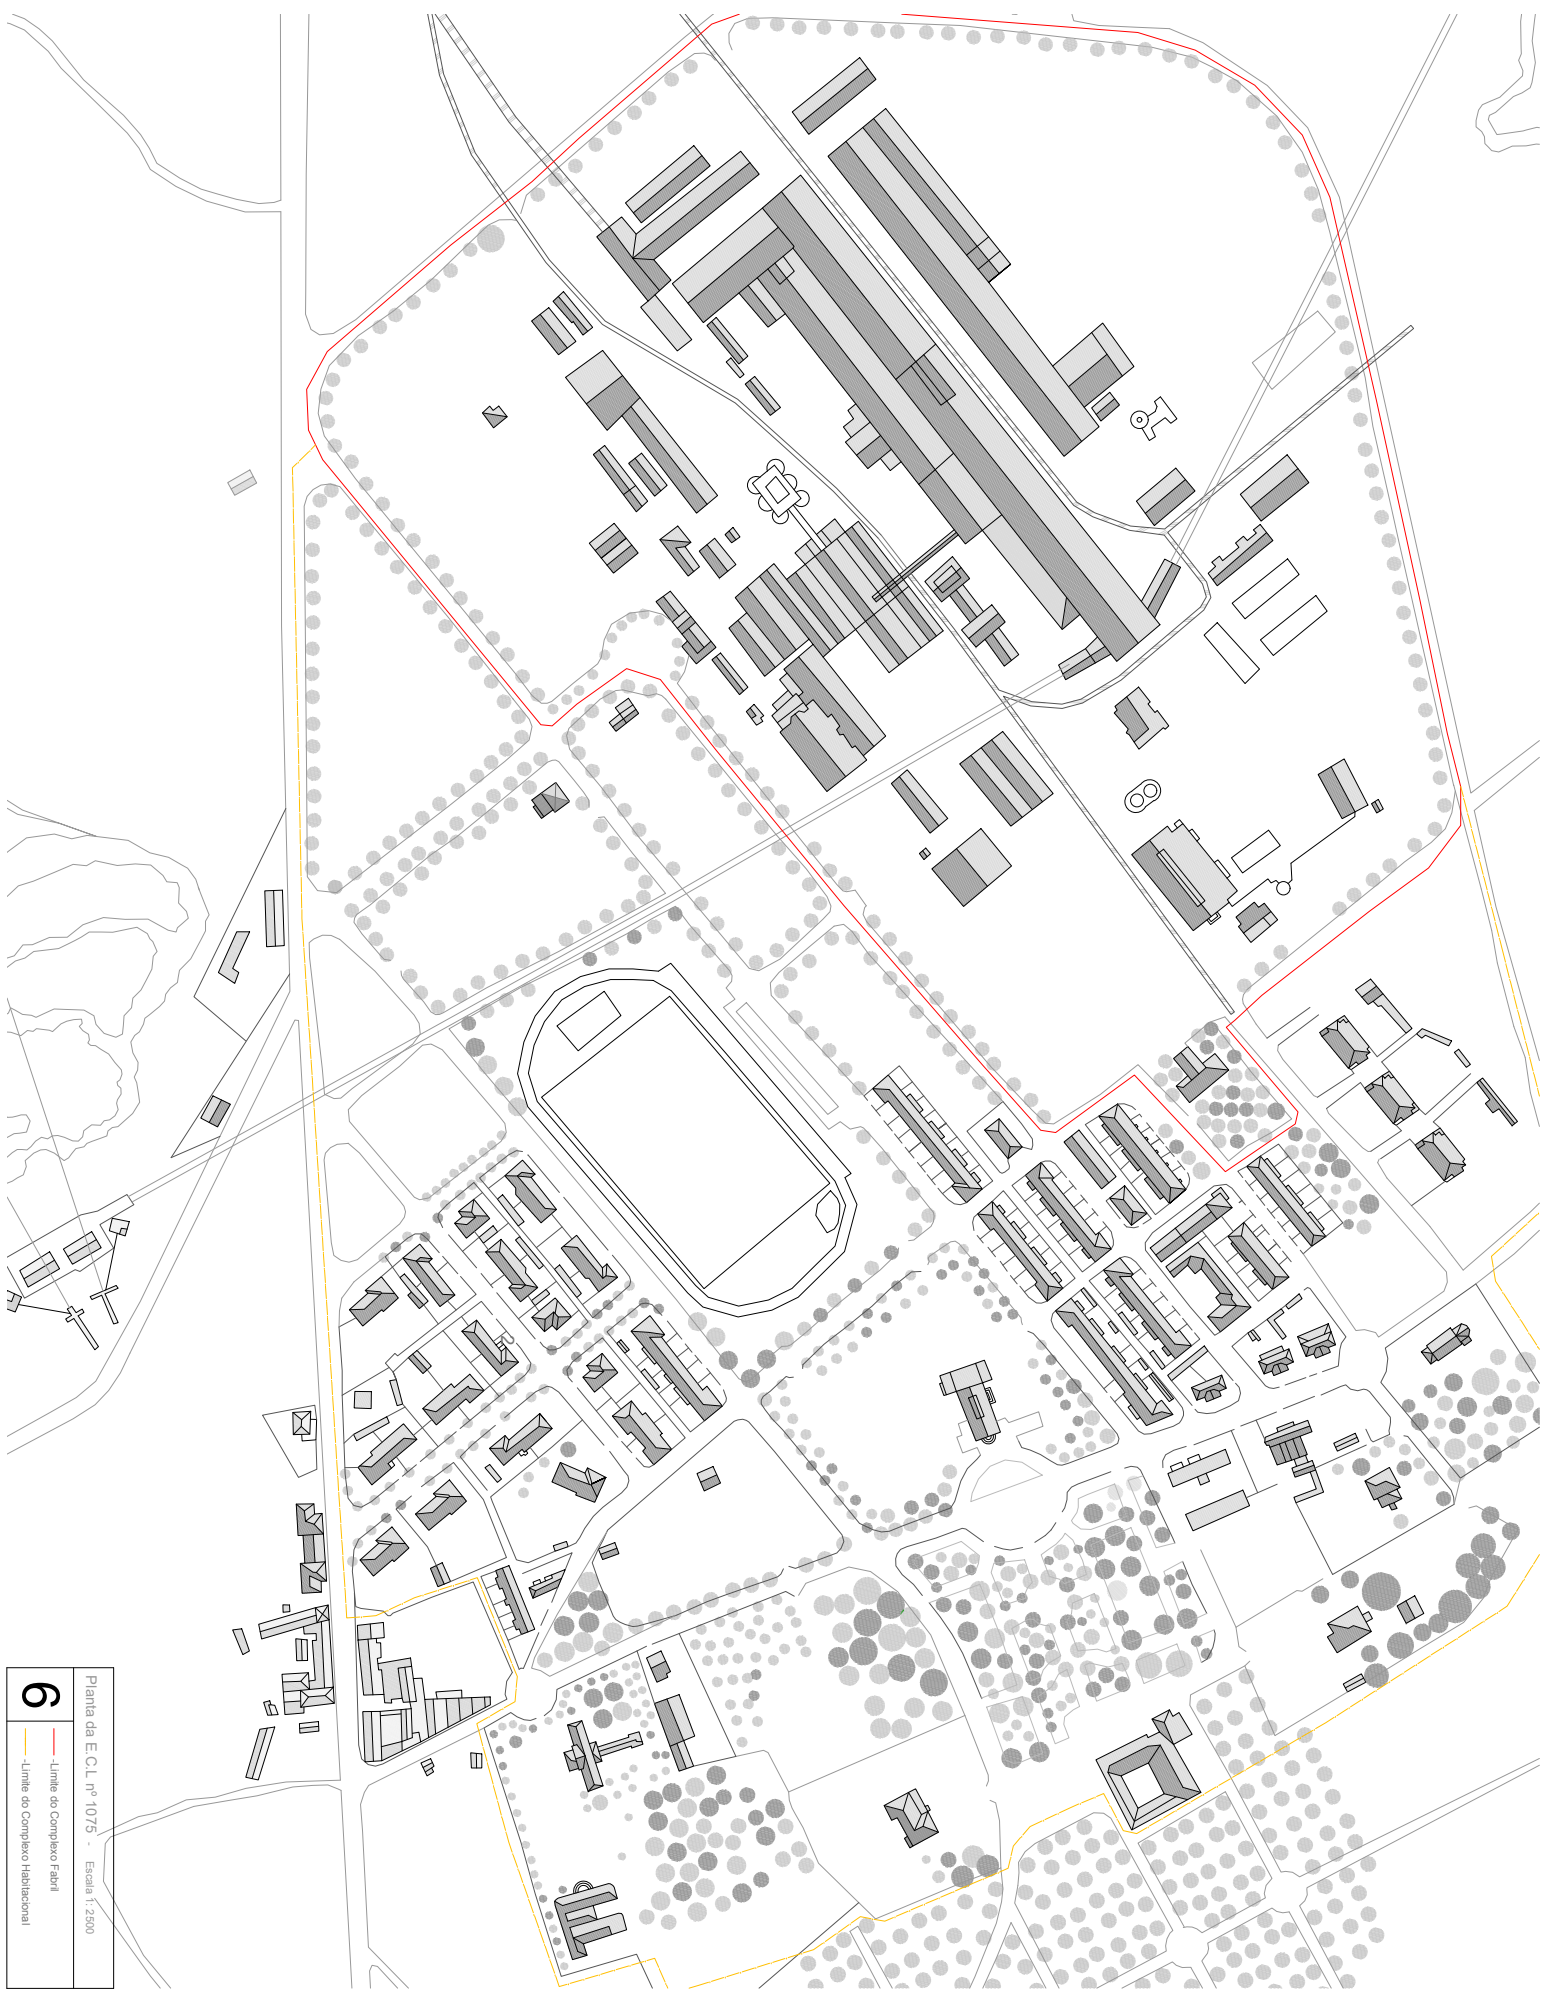 Planta da E.C.L. nº 1075 - Escala 1: 2500
6
-Limite do Complexo Fabril
-Limite do Complexo Habitacional
R